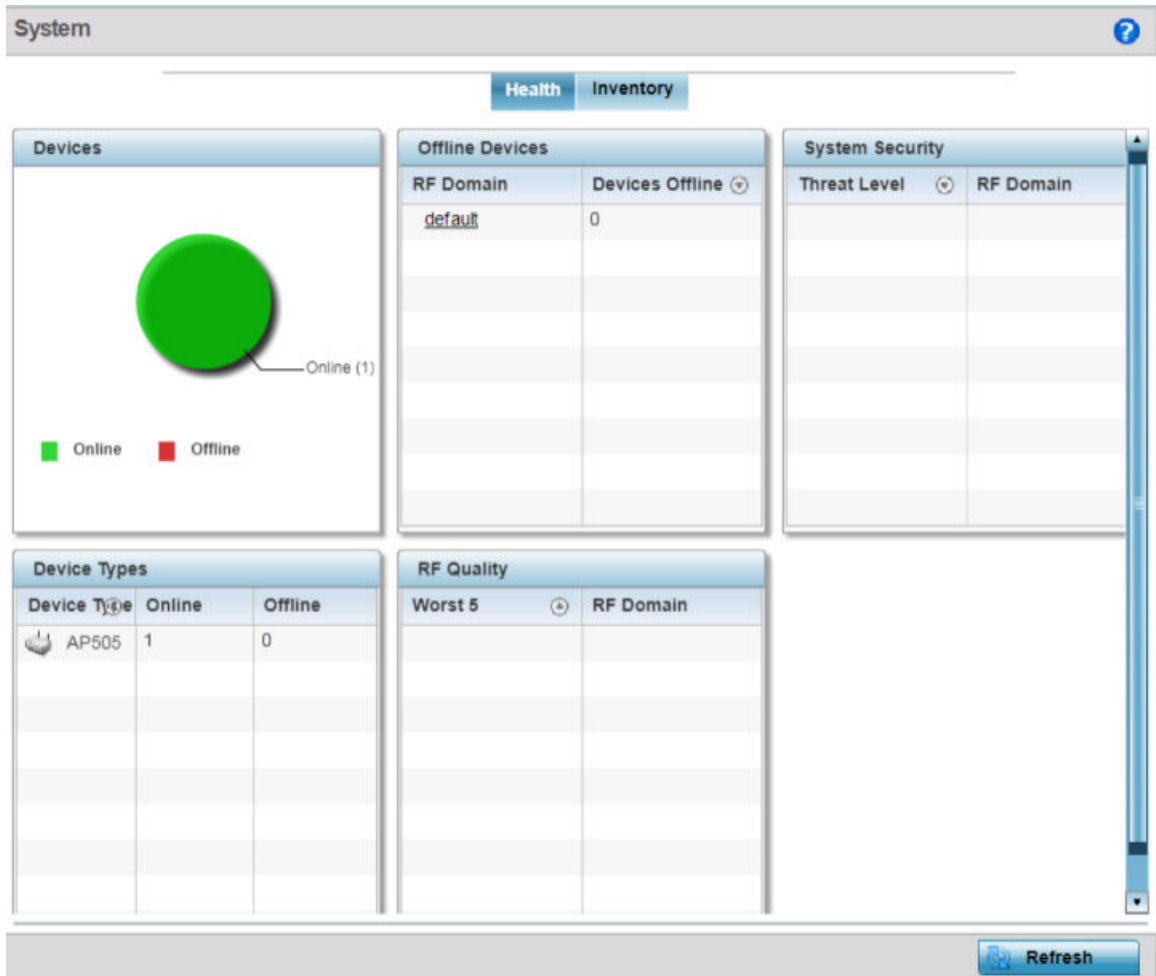 System
Health Inventory
Devices
Online (1)
Online Offline
Offline Devices
RF Domain Devices Offline
default 0
System Security
Threat Level RF Domain
Device Types
Device Type Online Offline
AP505 1 0
RF Quality
Worst 5 RF Domain
Refresh